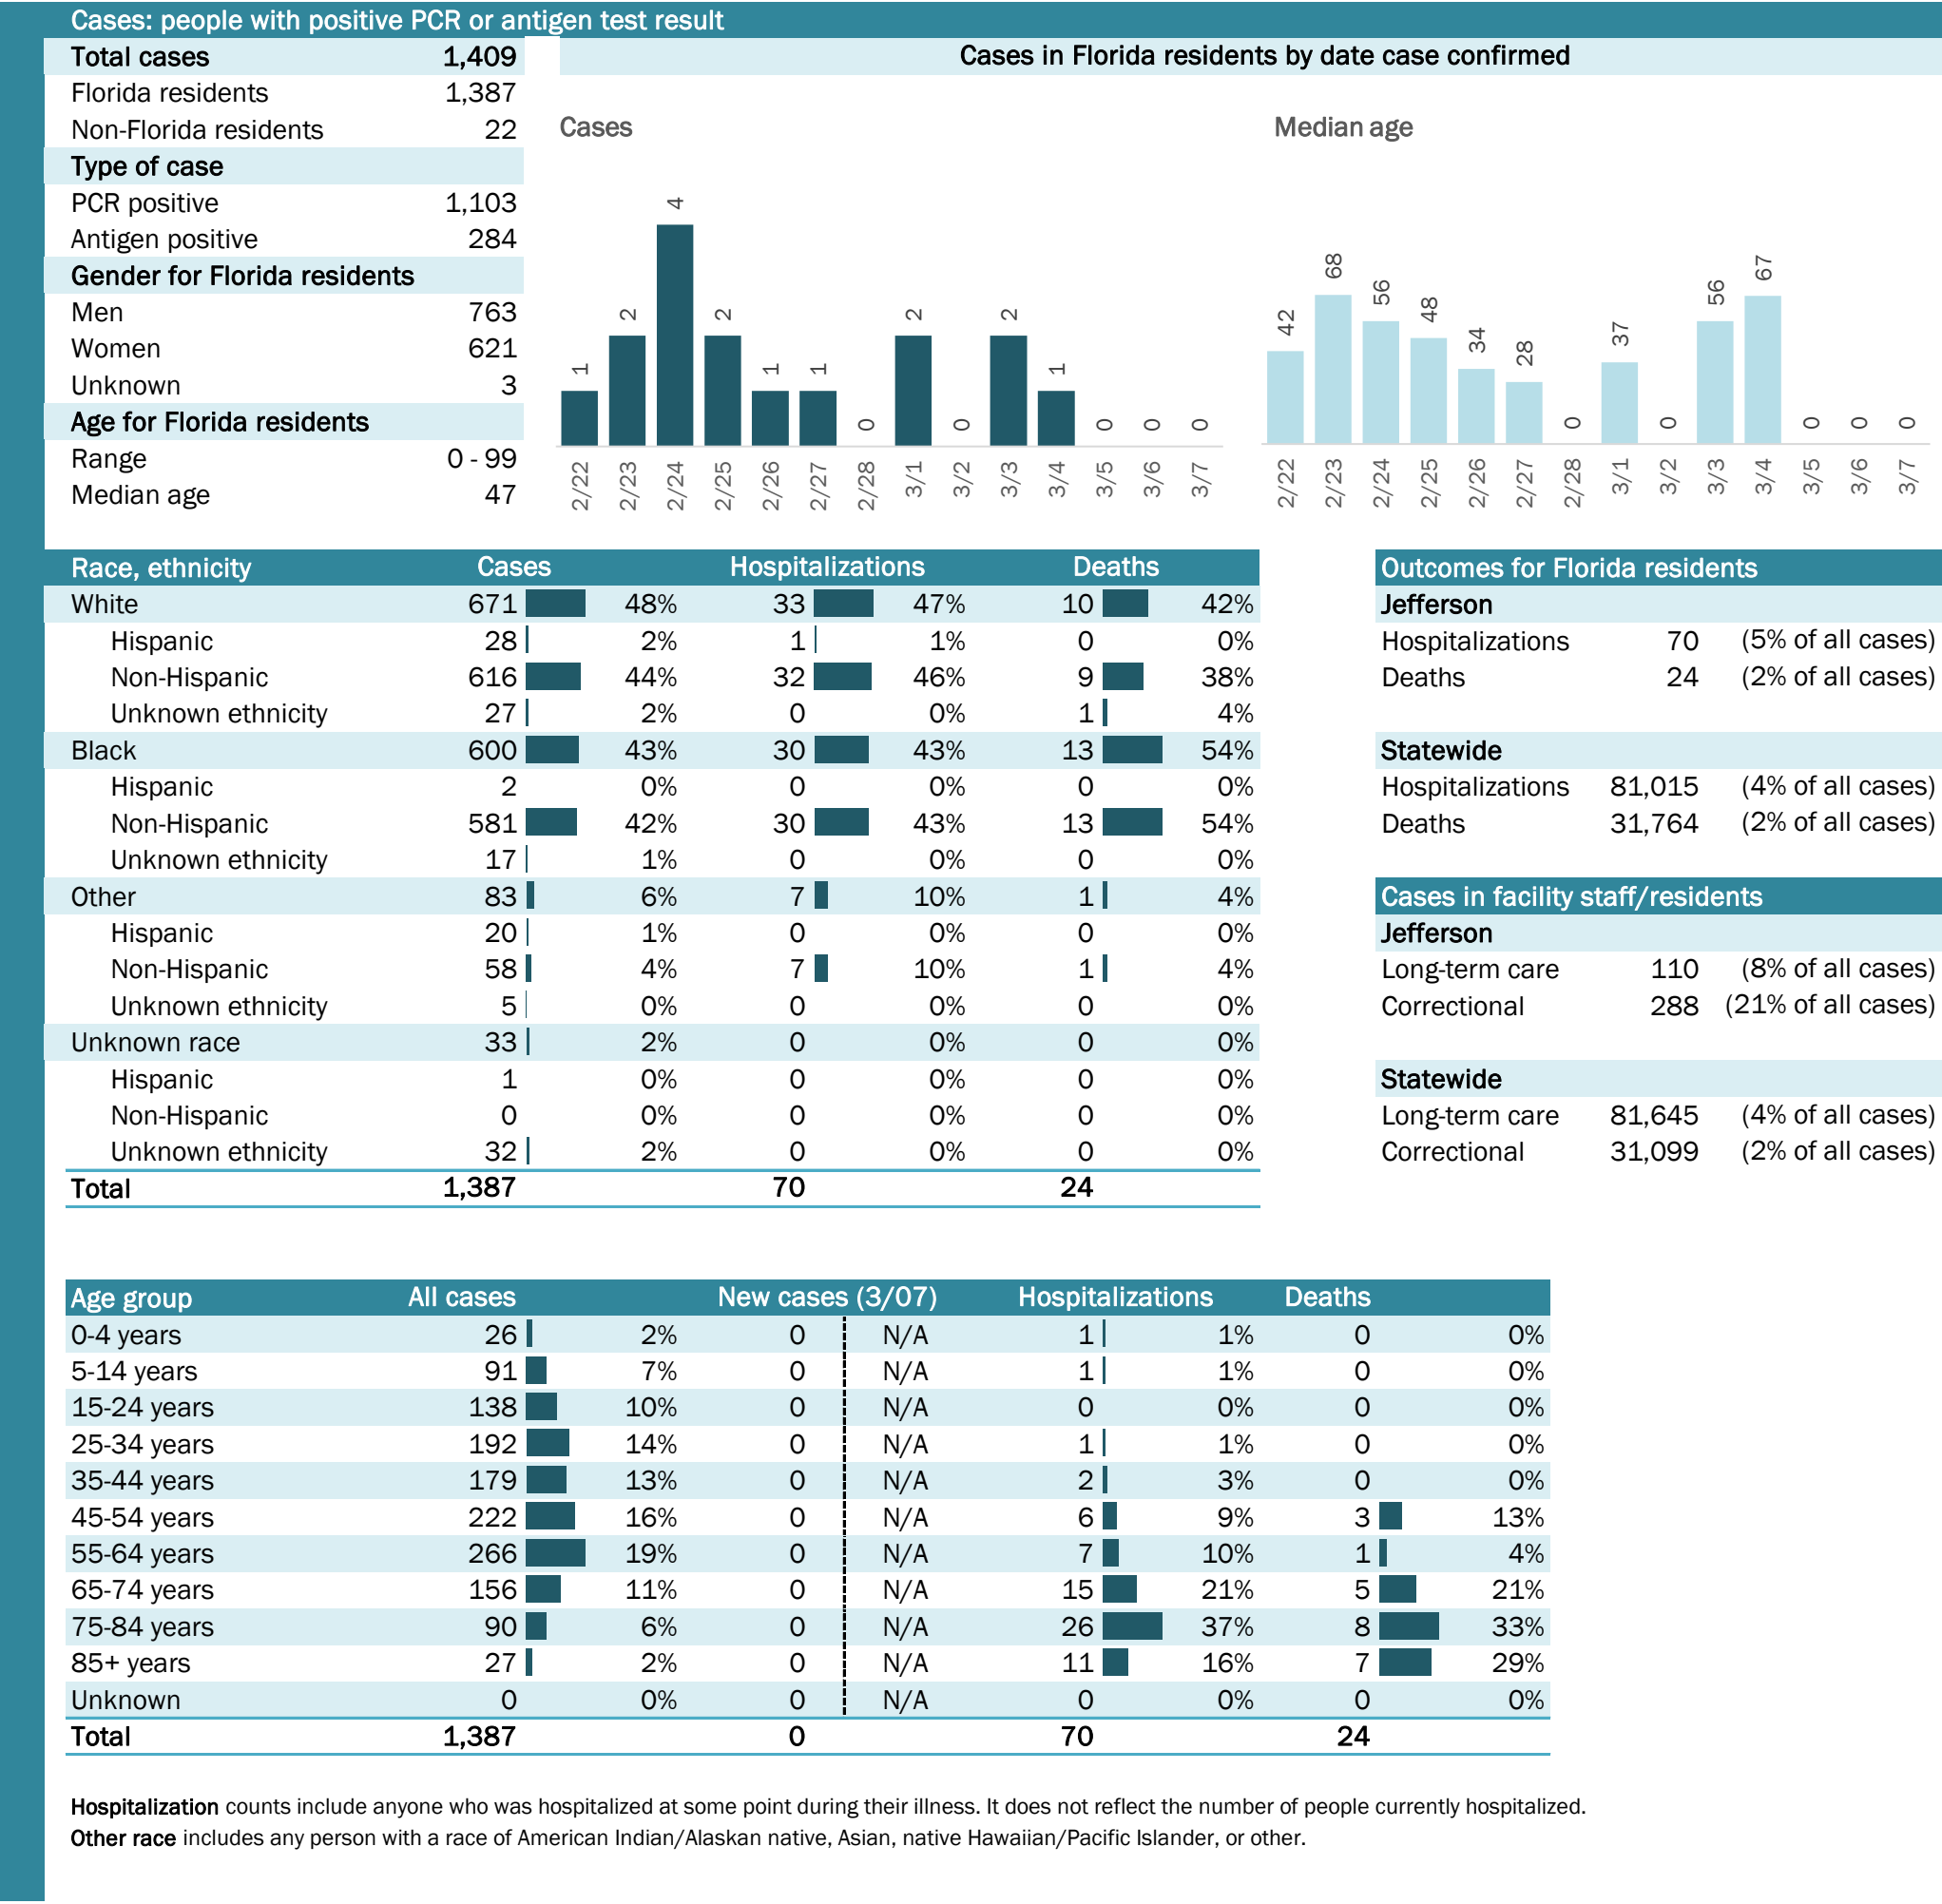 Cases: people with positive PCR or antigen test result
Total cases 1,409
Florida residents 1,387
Non-Florida residents 22
Type of case
PCR positive 1,103
Antigen positive 284
Gender for Florida residents
Men 763
Women 621
Unknown 3
Age for Florida residents
Range 0 - 99
Median age 47
Cases in Florida residents by date case confirmed
Cases
1 2 4 2 1 1 0 2 0 2 1 0 0 0
2/22 2/23 2/24 2/25 2/26 2/27 2/28 3/1 3/2 3/3 3/4 3/5 3/6 3/7
Median age
42 68 56 48 34 28 0 37 0 56 67 0 0 0
2/22 2/23 2/24 2/25 2/26 2/27 2/28 3/1 3/2 3/3 3/4 3/5 3/6 3/7
Race, ethnicity Cases Hospitalizations Deaths
White 671 48% 33 47% 10 42%
Hispanic 28 2% 1 1% 0 0%
Non-Hispanic 616 44% 32 46% 9 38%
Unknown ethnicity 27 2% 0 0% 1 4%
Black 600 43% 30 43% 13 54%
Hispanic 2 0% 0 0% 0 0%
Non-Hispanic 581 42% 30 43% 13 54%
Unknown ethnicity 17 1% 0 0% 0 0%
Other 83 6% 7 10% 1 4%
Hispanic 20 1% 0 0% 0 0%
Non-Hispanic 58 4% 7 10% 1 4%
Unknown ethnicity 5 0% 0 0% 0 0%
Unknown race 33 2% 0 0% 0 0%
Hispanic 1 0% 0 0% 0 0%
Non-Hispanic 0 0% 0 0% 0 0%
Unknown ethnicity 32 2% 0 0% 0 0%
Total 1,387 70 24
Outcomes for Florida residents
Jefferson
Hospitalizations 70 (5% of all cases)
Deaths 24 (2% of all cases)
Statewide
Hospitalizations 81,015 (4% of all cases)
Deaths 31,764 (2% of all cases)
Cases in facility staff/residents
Jefferson
Long-term care 110 (8% of all cases)
Correctional 288 (21% of all cases)
Statewide
Long-term care 81,645 (4% of all cases)
Correctional 31,099 (2% of all cases)
Age group All cases New cases (3/07) Hospitalizations Deaths
0-4 years 26 2% 0 N/A 1 1% 0 0%
5-14 years 91 7% 0 N/A 1 1% 0 0%
15-24 years 138 10% 0 N/A 0 0% 0 0%
25-34 years 192 14% 0 N/A 1 1% 0 0%
35-44 years 179 13% 0 N/A 2 3% 0 0%
45-54 years 222 16% 0 N/A 6 9% 3 13%
55-64 years 266 19% 0 N/A 7 10% 1 4%
65-74 years 156 11% 0 N/A 15 21% 5 21%
75-84 years 90 6% 0 N/A 26 37% 8 33%
85+ years 27 2% 0 N/A 11 16% 7 29%
Unknown 0 0% 0 N/A 0 0% 0 0%
Total 1,387 0 70 24
Hospitalization counts include anyone who was hospitalized at some point during their illness. It does not reflect the number of people currently hospitalized.
Other race includes any person with a race of American Indian/Alaskan native, Asian, native Hawaiian/Pacific Islander, or other.